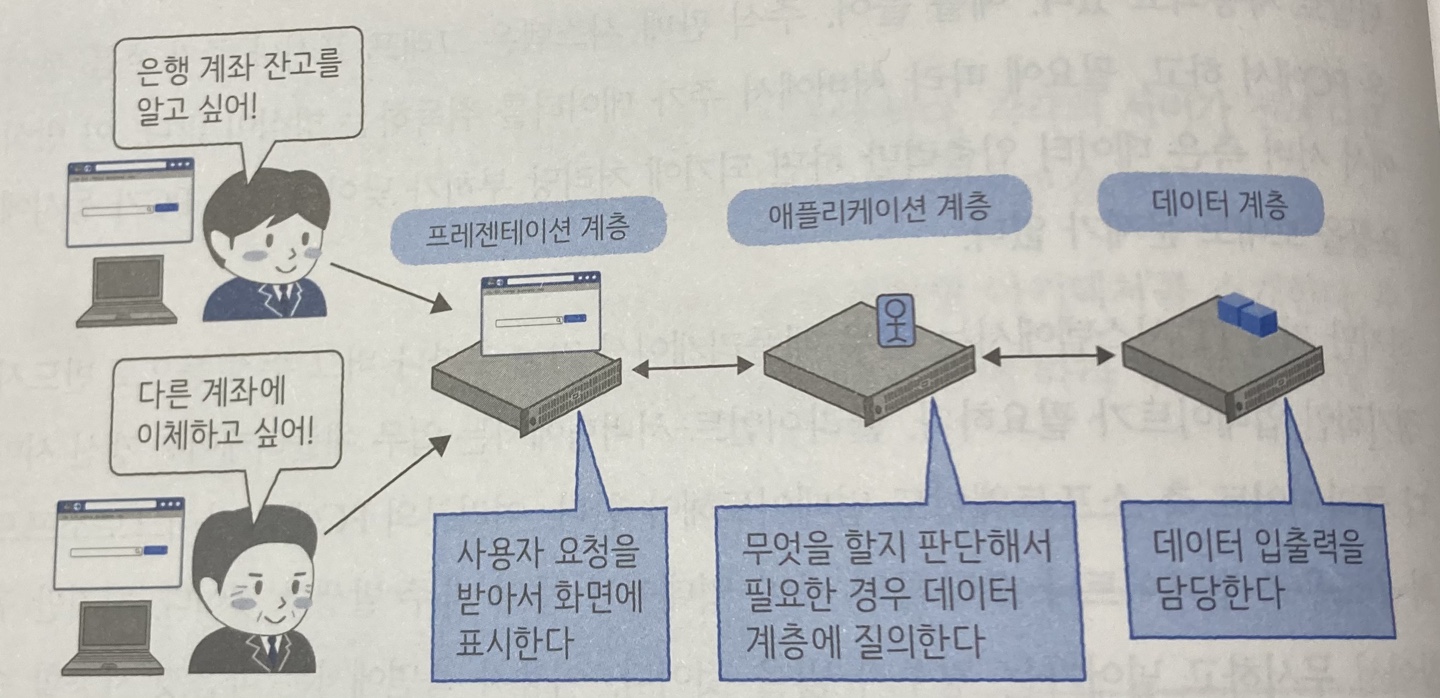 은행 계좌 잔고를
알고 싶어!
다른 계좌에
이체하고 싶어!
프레젠테이션 계층
애플리케이션 계층
데이터 계층
사용자 요청을
받아서 화면에
표시한다
무엇을 할지 판단해서
필요한 경우 데이터
계층에 질의한다
데이터 입출력을
담당한다